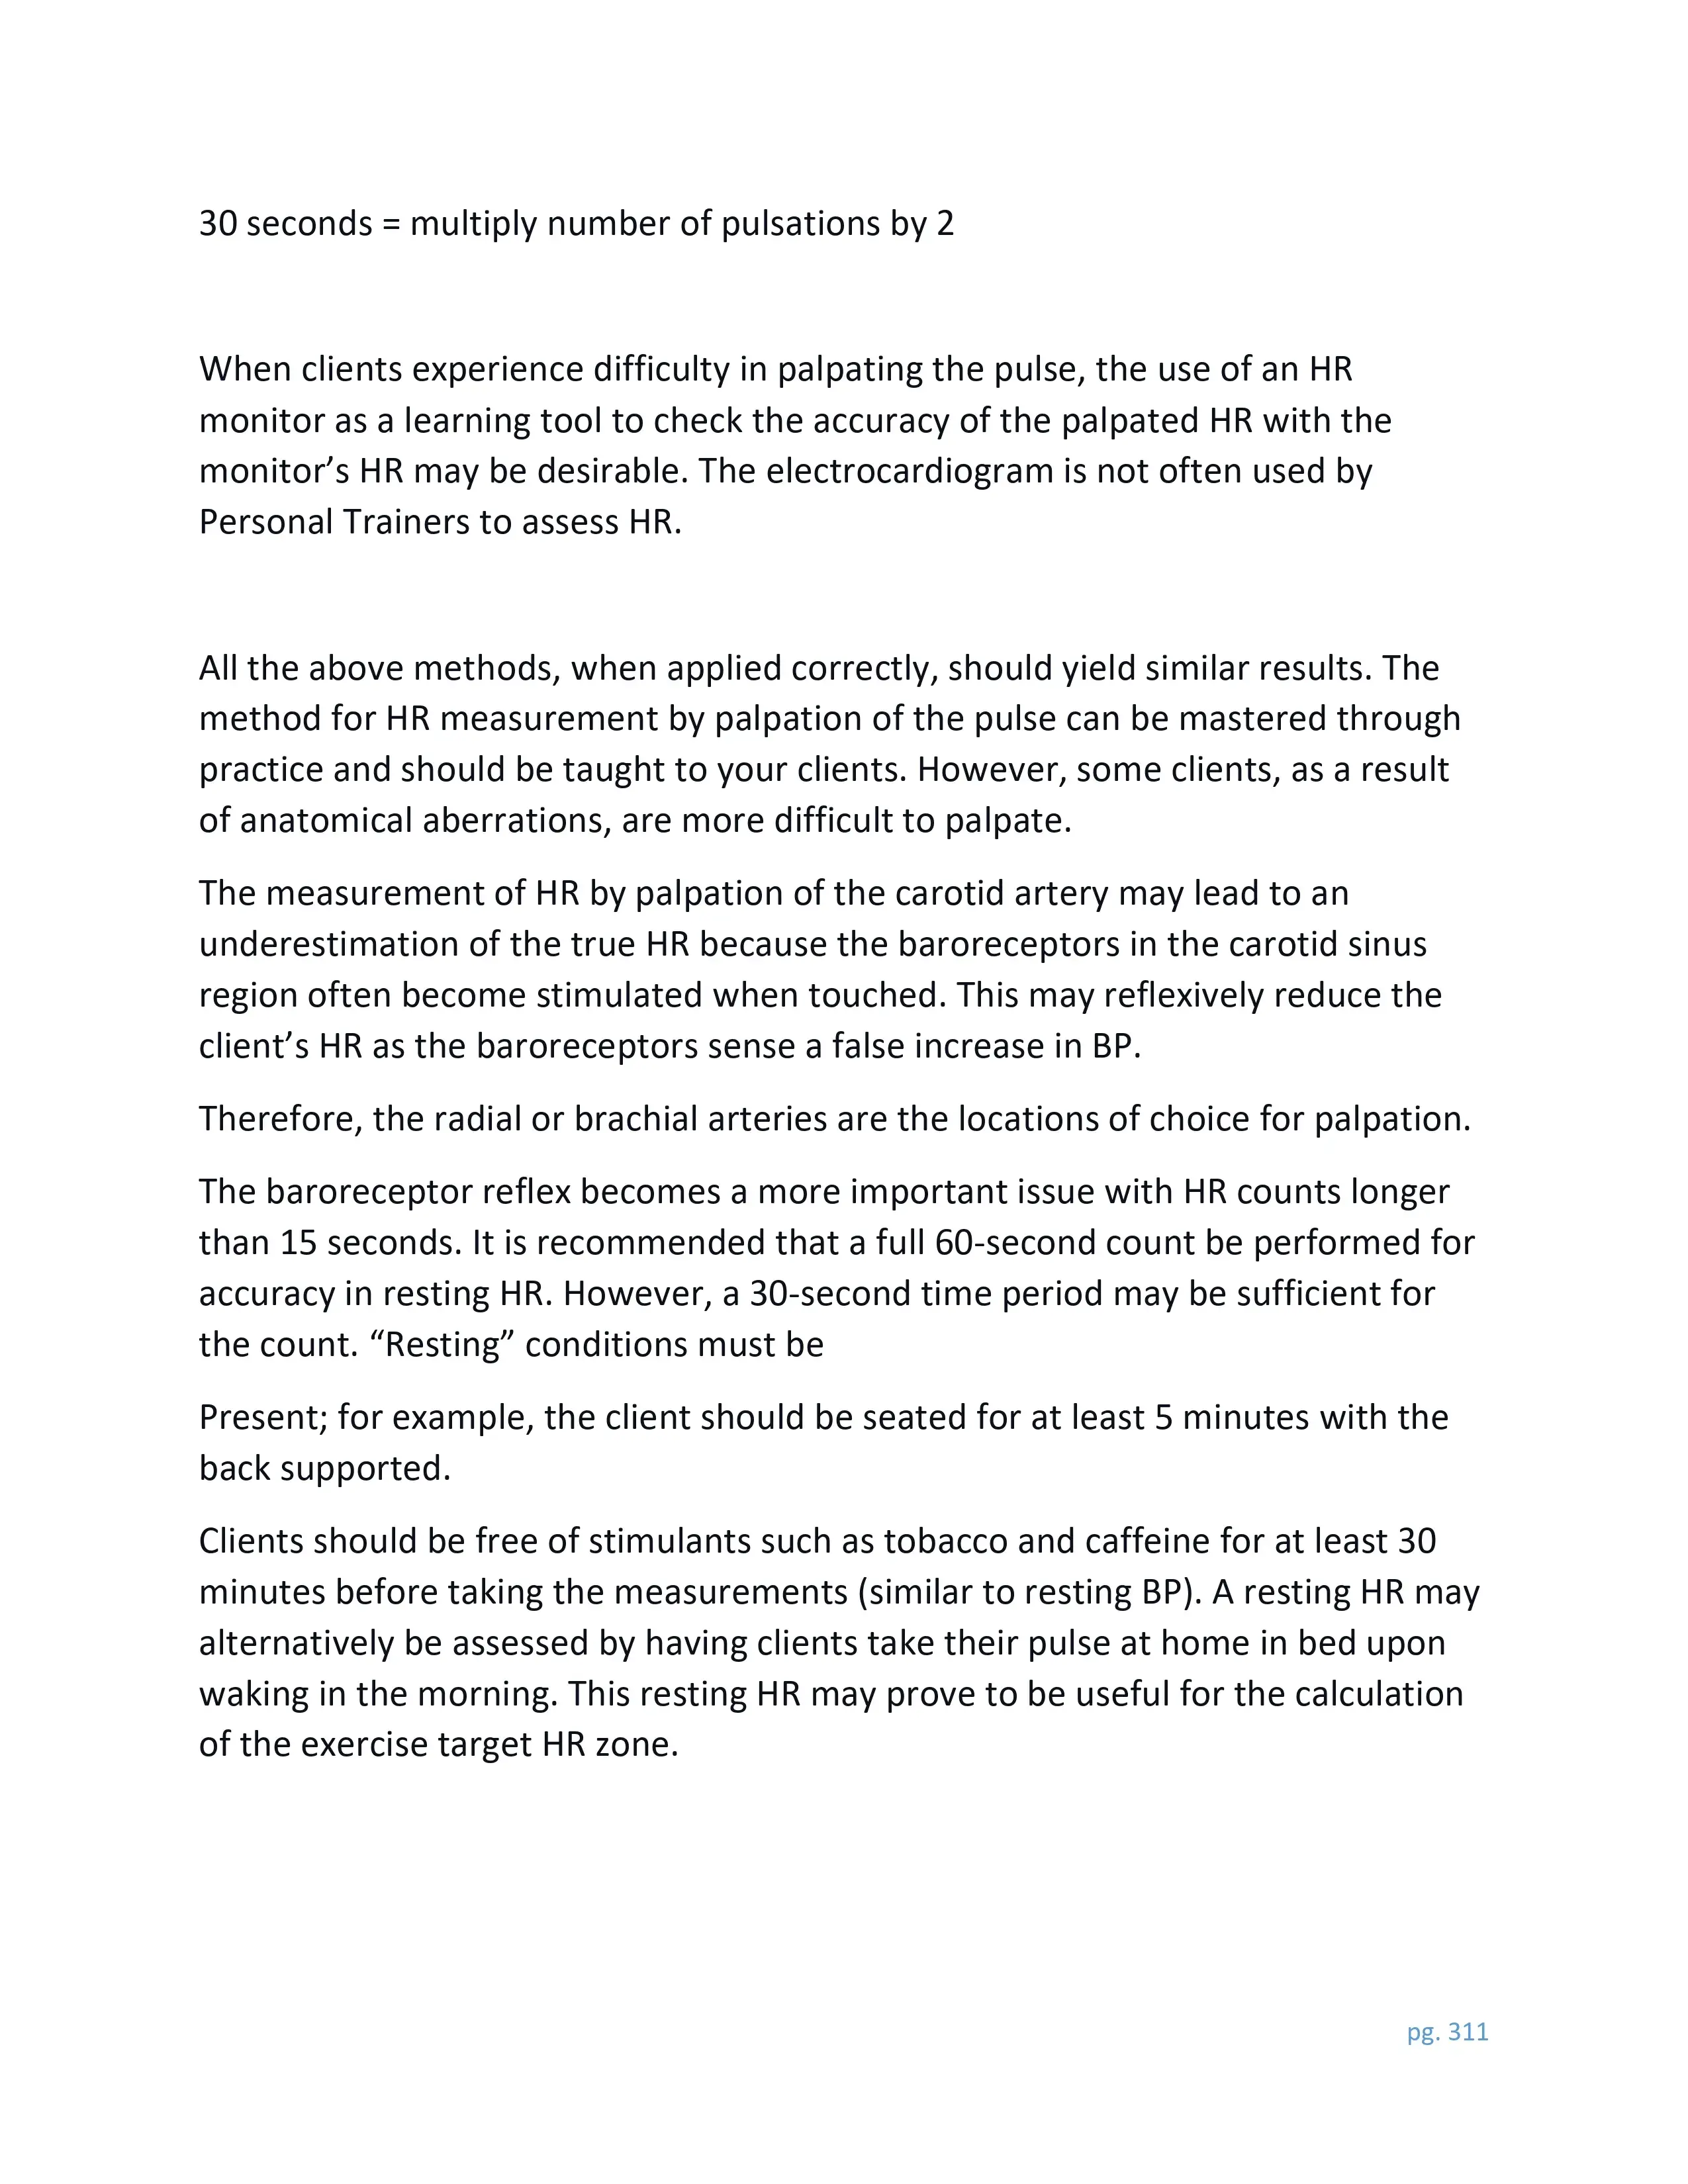 30 seconds = multiply number of pulsations by 2
When clients experience difficulty in palpating the pulse, the use of an HR
monitor as a learning tool to check the accuracy of the palpated HR with the
monitor’s HR may be desirable. The electrocardiogram is not often used by
Personal Trainers to assess HR.
All the above methods, when applied correctly, should yield similar results. The
method for HR measurement by palpation of the pulse can be mastered through
practice and should be taught to your clients. However, some clients, as a result
of anatomical aberrations, are more difficult to palpate.
The measurement of HR by palpation of the carotid artery may lead to an
underestimation of the true HR because the baroreceptors in the carotid sinus
region often become stimulated when touched. This may reflexively reduce the
client’s HR as the baroreceptors sense a false increase in BP.
Therefore, the radial or brachial arteries are the locations of choice for palpation.
The baroreceptor reflex becomes a more important issue with HR counts longer
than 15 seconds. It is recommended that a full 60-second count be performed for
accuracy in resting HR. However, a 30-second time period may be sufficient for
the count. “Resting” conditions must be
Present; for example, the client should be seated for at least 5 minutes with the
back supported.
Clients should be free of stimulants such as tobacco and caffeine for at least 30
minutes before taking the measurements (similar to resting BP). A resting HR may
alternatively be assessed by having clients take their pulse at home in bed upon
waking in the morning. This resting HR may prove to be useful for the calculation
of the exercise target HR zone.
pg. 311